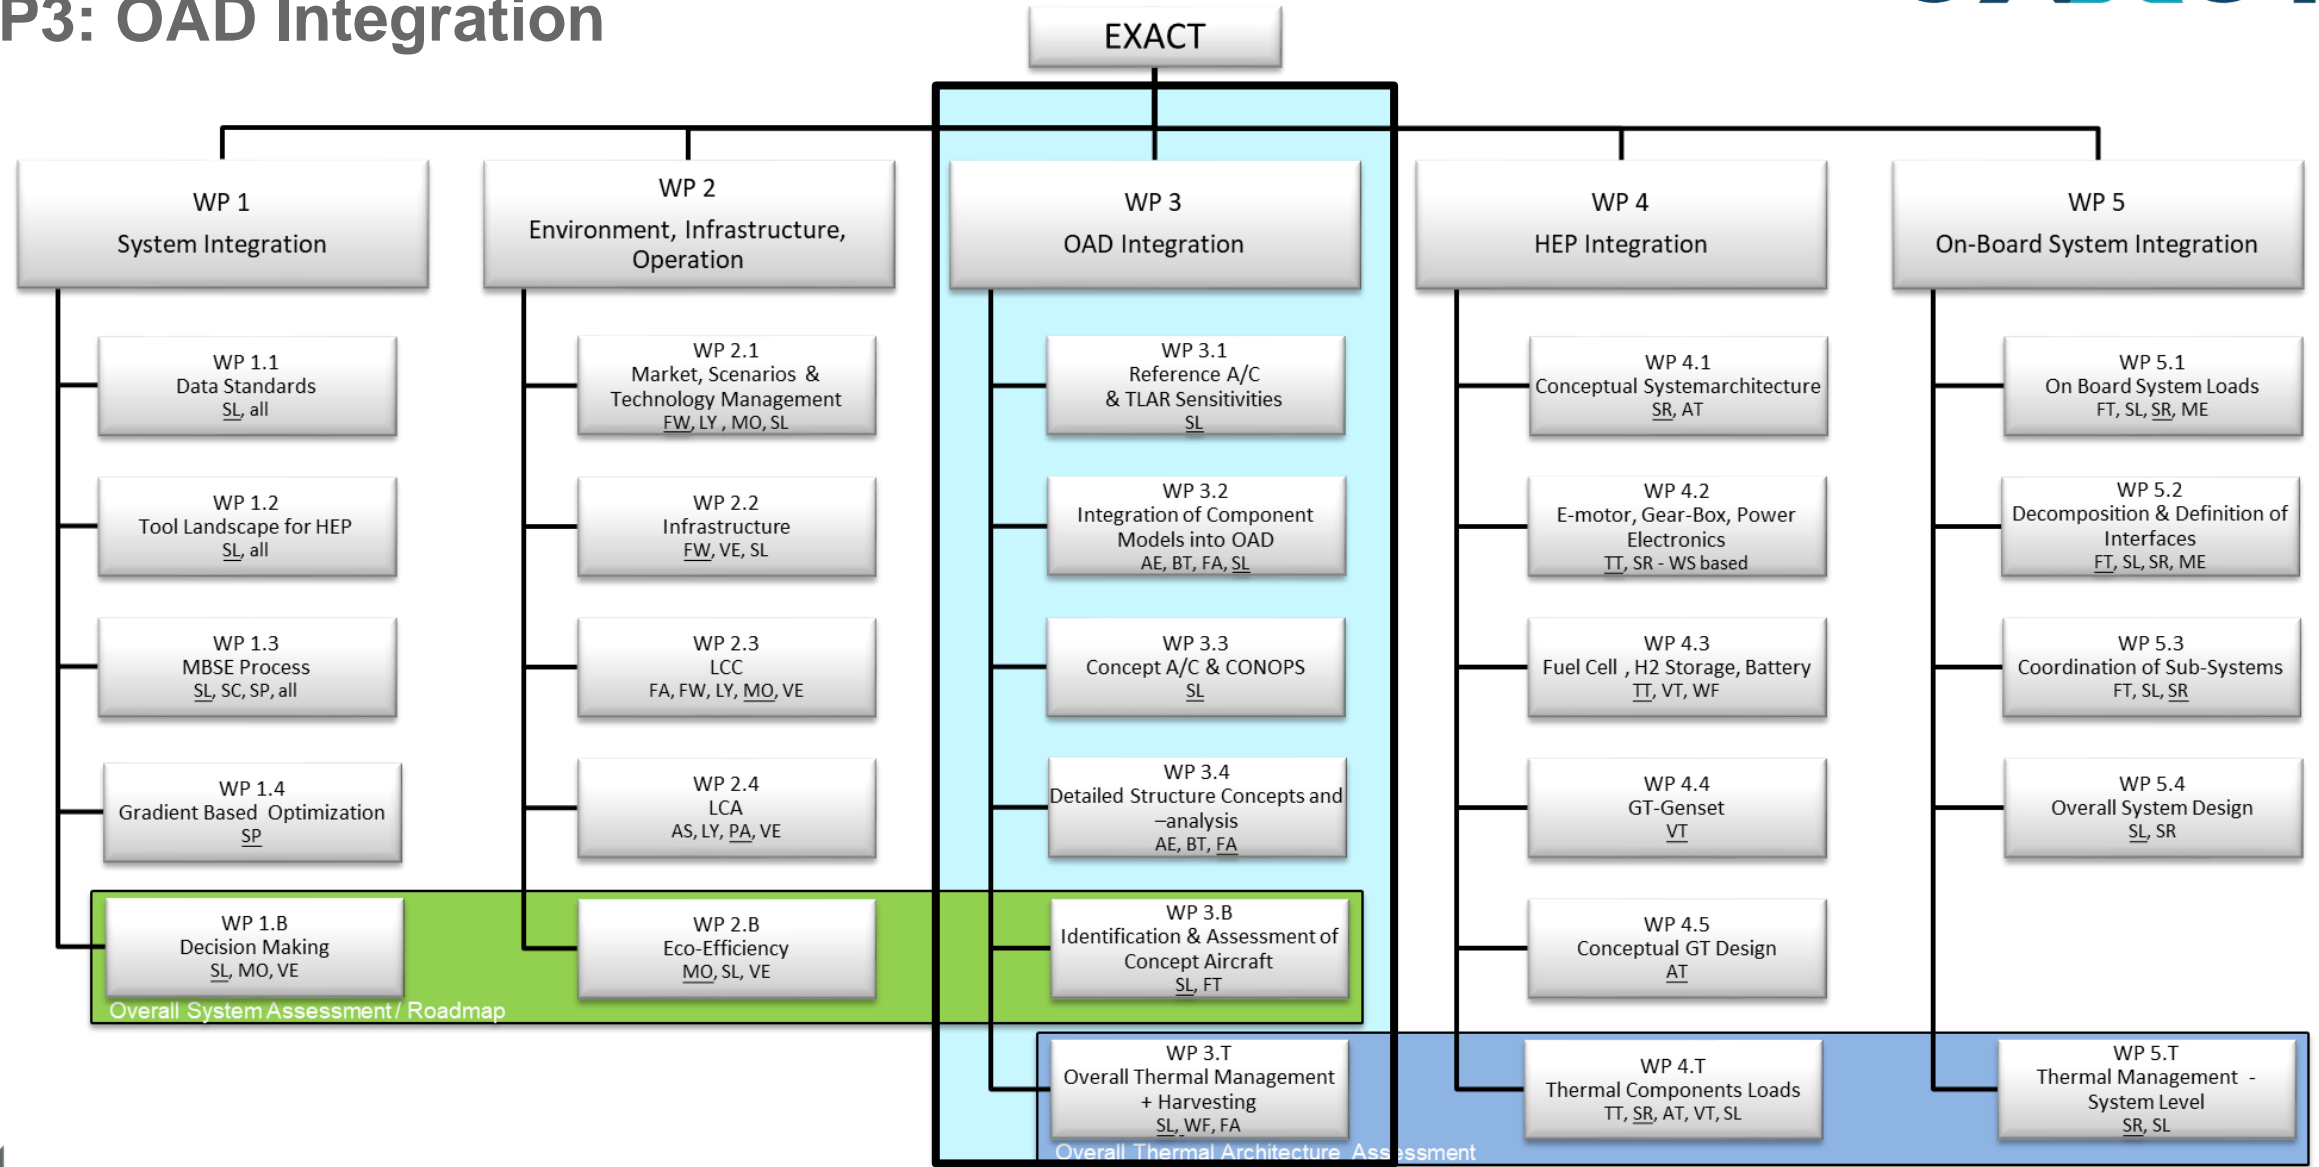 P3: OAD Integration
EXACT
WP 1
System Integration
WP 2
Environment, Infrastructure,
Operation
WP 3
OAD Integration
WP 4
HEP Integration
WP 5
On-Board System Integration
WP 1.1
Data Standards
SL, all
WP 1.2
Tool Landscape for HEP
SL, all
WP 1.3
MBSE Process
SL, SC, SP, all
WP 1.4
Gradient Based Optimization
SP
WP 1.B
Decision Making
SL, MO, VE
WP 2.1
Market, Scenarios &
Technology Management
FW, LY , MO, SL
WP 2.2
Infrastructure
FW, VE, SL
WP 2.3
LCC
FA, FW, LY, MO, VE
WP 2.4
LCA
AS, LY, PA, VE
WP 2.B
Eco-Efficiency
MO, SL, VE
WP 3.1
Reference A/C
& TLAR Sensitivities
SL
WP 3.2
Integration of Component
Models into OAD
AE, BT, FA, SL
WP 3.3
Concept A/C & CONOPS
SL
WP 3.4
Detailed Structure Concepts and
–analysis
AE, BT, FA
WP 3.B
Identification & Assessment of
Concept Aircraft
SL, FT
WP 3.T
Overall Thermal Management
+ Harvesting
SL, WF, FA
WP 4.1
Conceptual Systemarchitecture
SR, AT
WP 4.2
E-motor, Gear-Box, Power
Electronics
TT, SR - WS based
WP 4.3
Fuel Cell , H2 Storage, Battery
TT, VT, WF
WP 4.4
GT-Genset
VT
WP 4.5
Conceptual GT Design
AT
WP 4.T
Thermal Components Loads
TT, SR, AT, VT, SL
WP 5.1
On Board System Loads
FT, SL, SR, ME
WP 5.2
Decomposition & Definition of
Interfaces
FT, SL, SR, ME
WP 5.3
Coordination of Sub-Systems
FT, SL, SR
WP 5.4
Overall System Design
SL, SR
WP 5.T
Thermal Management -
System Level
SR, SL
Overall System Assessment / Roadmap
Overall Thermal Architecture Assessment